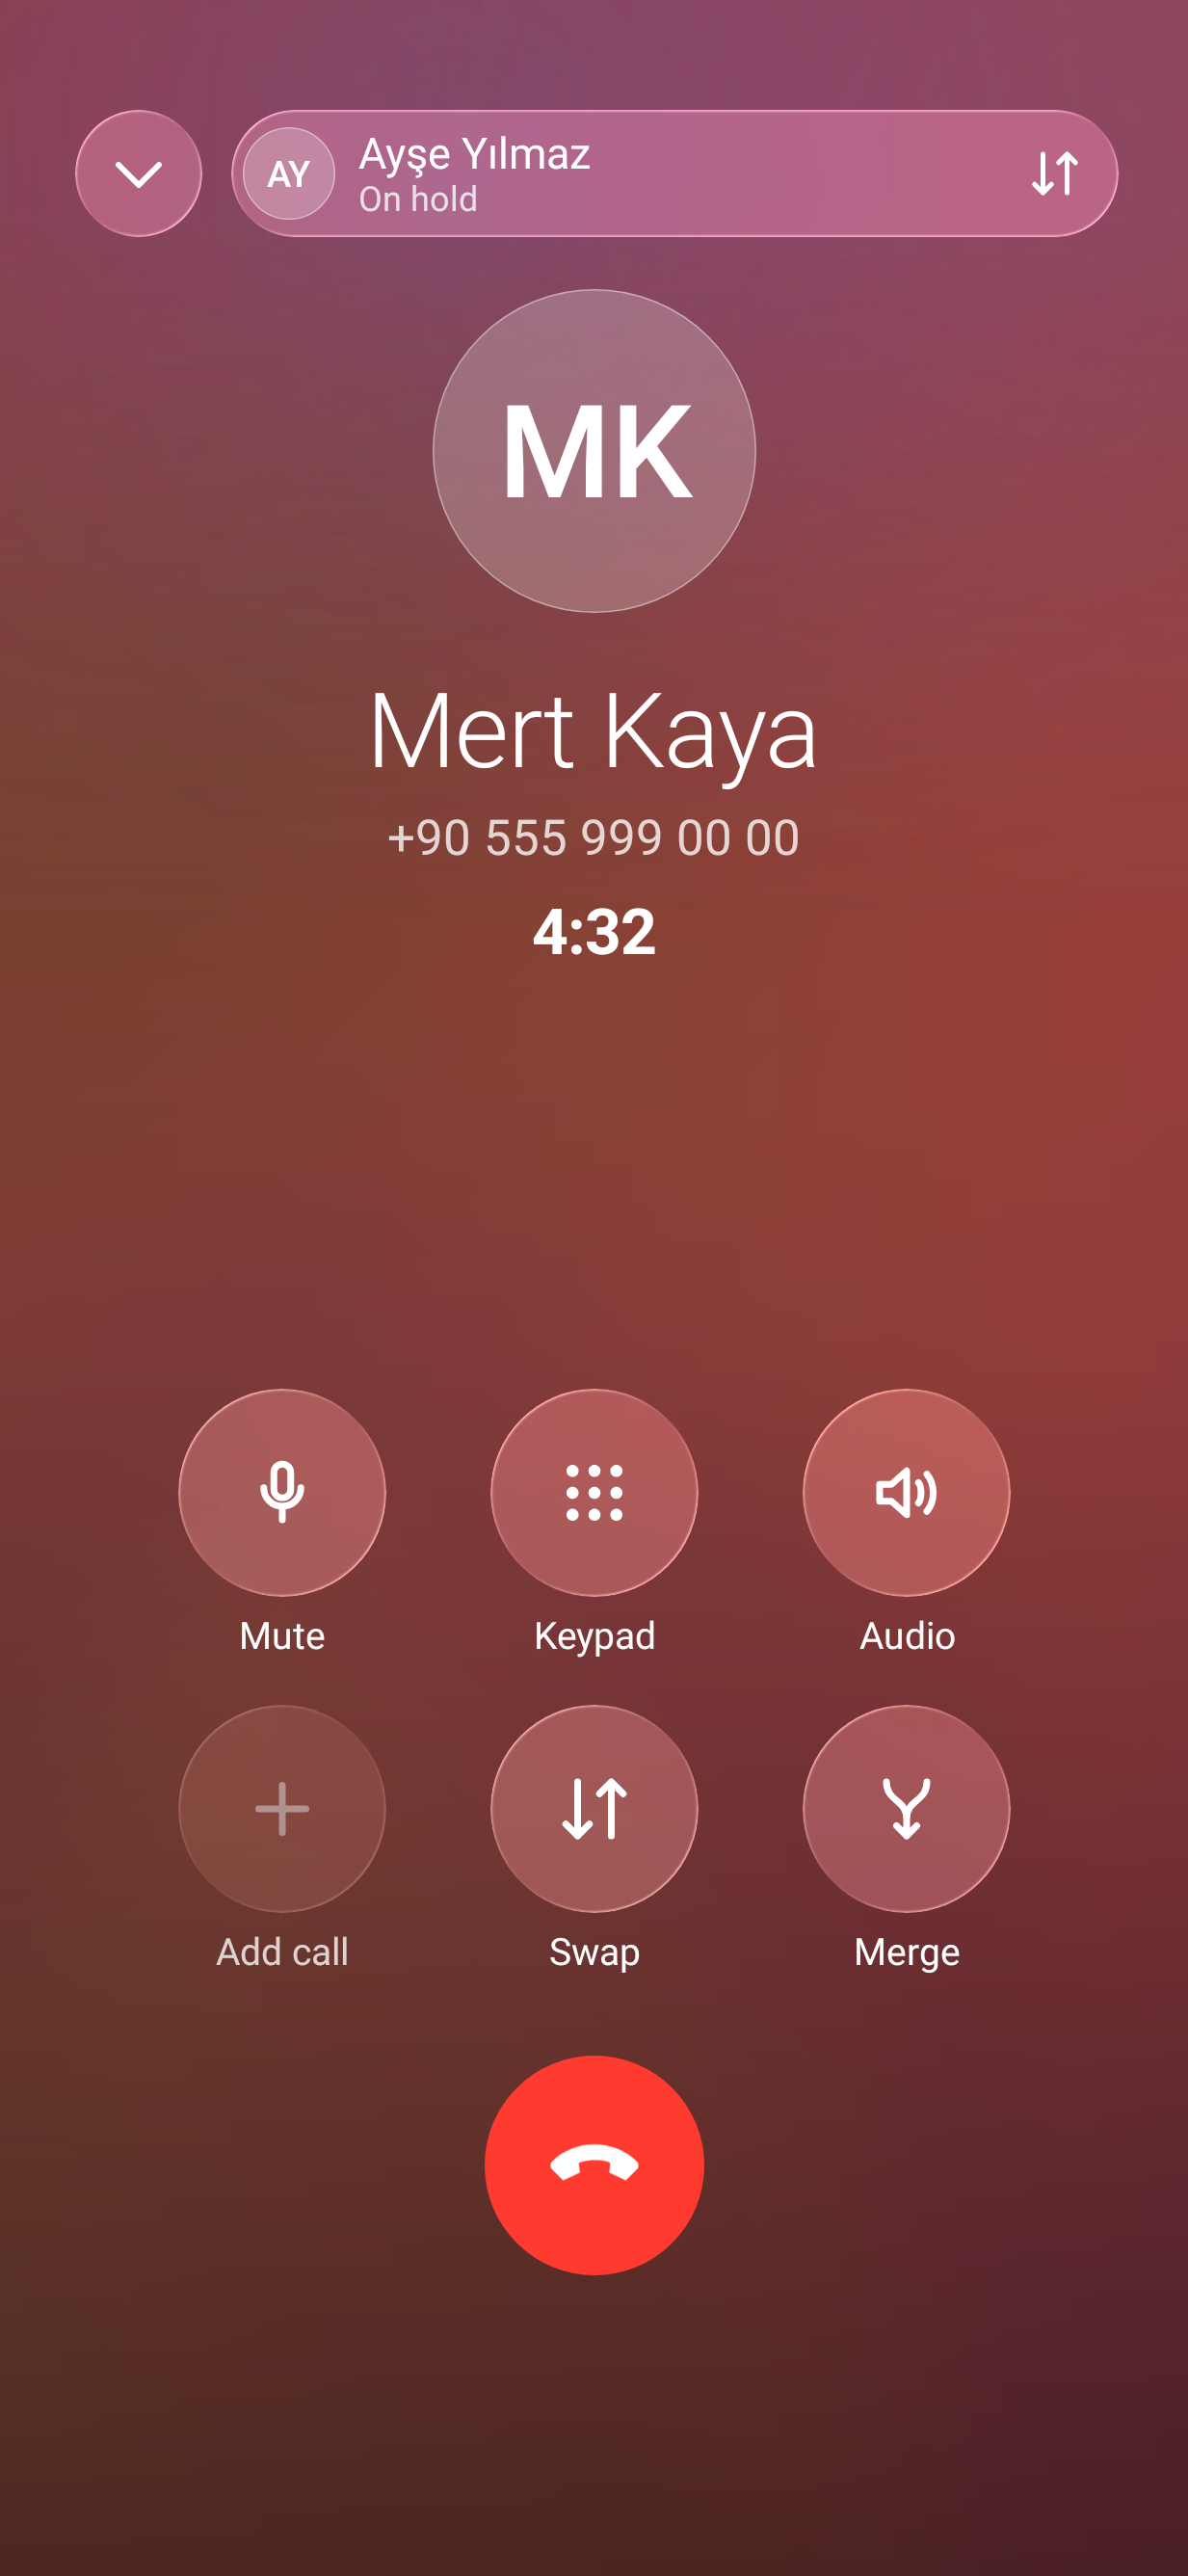 AY
Ayşe Yılmaz
On hold
MK
Mert Kaya
+90 555 999 00 00
4:32
Mute
Keypad
Audio
Add call
Swap
Merge